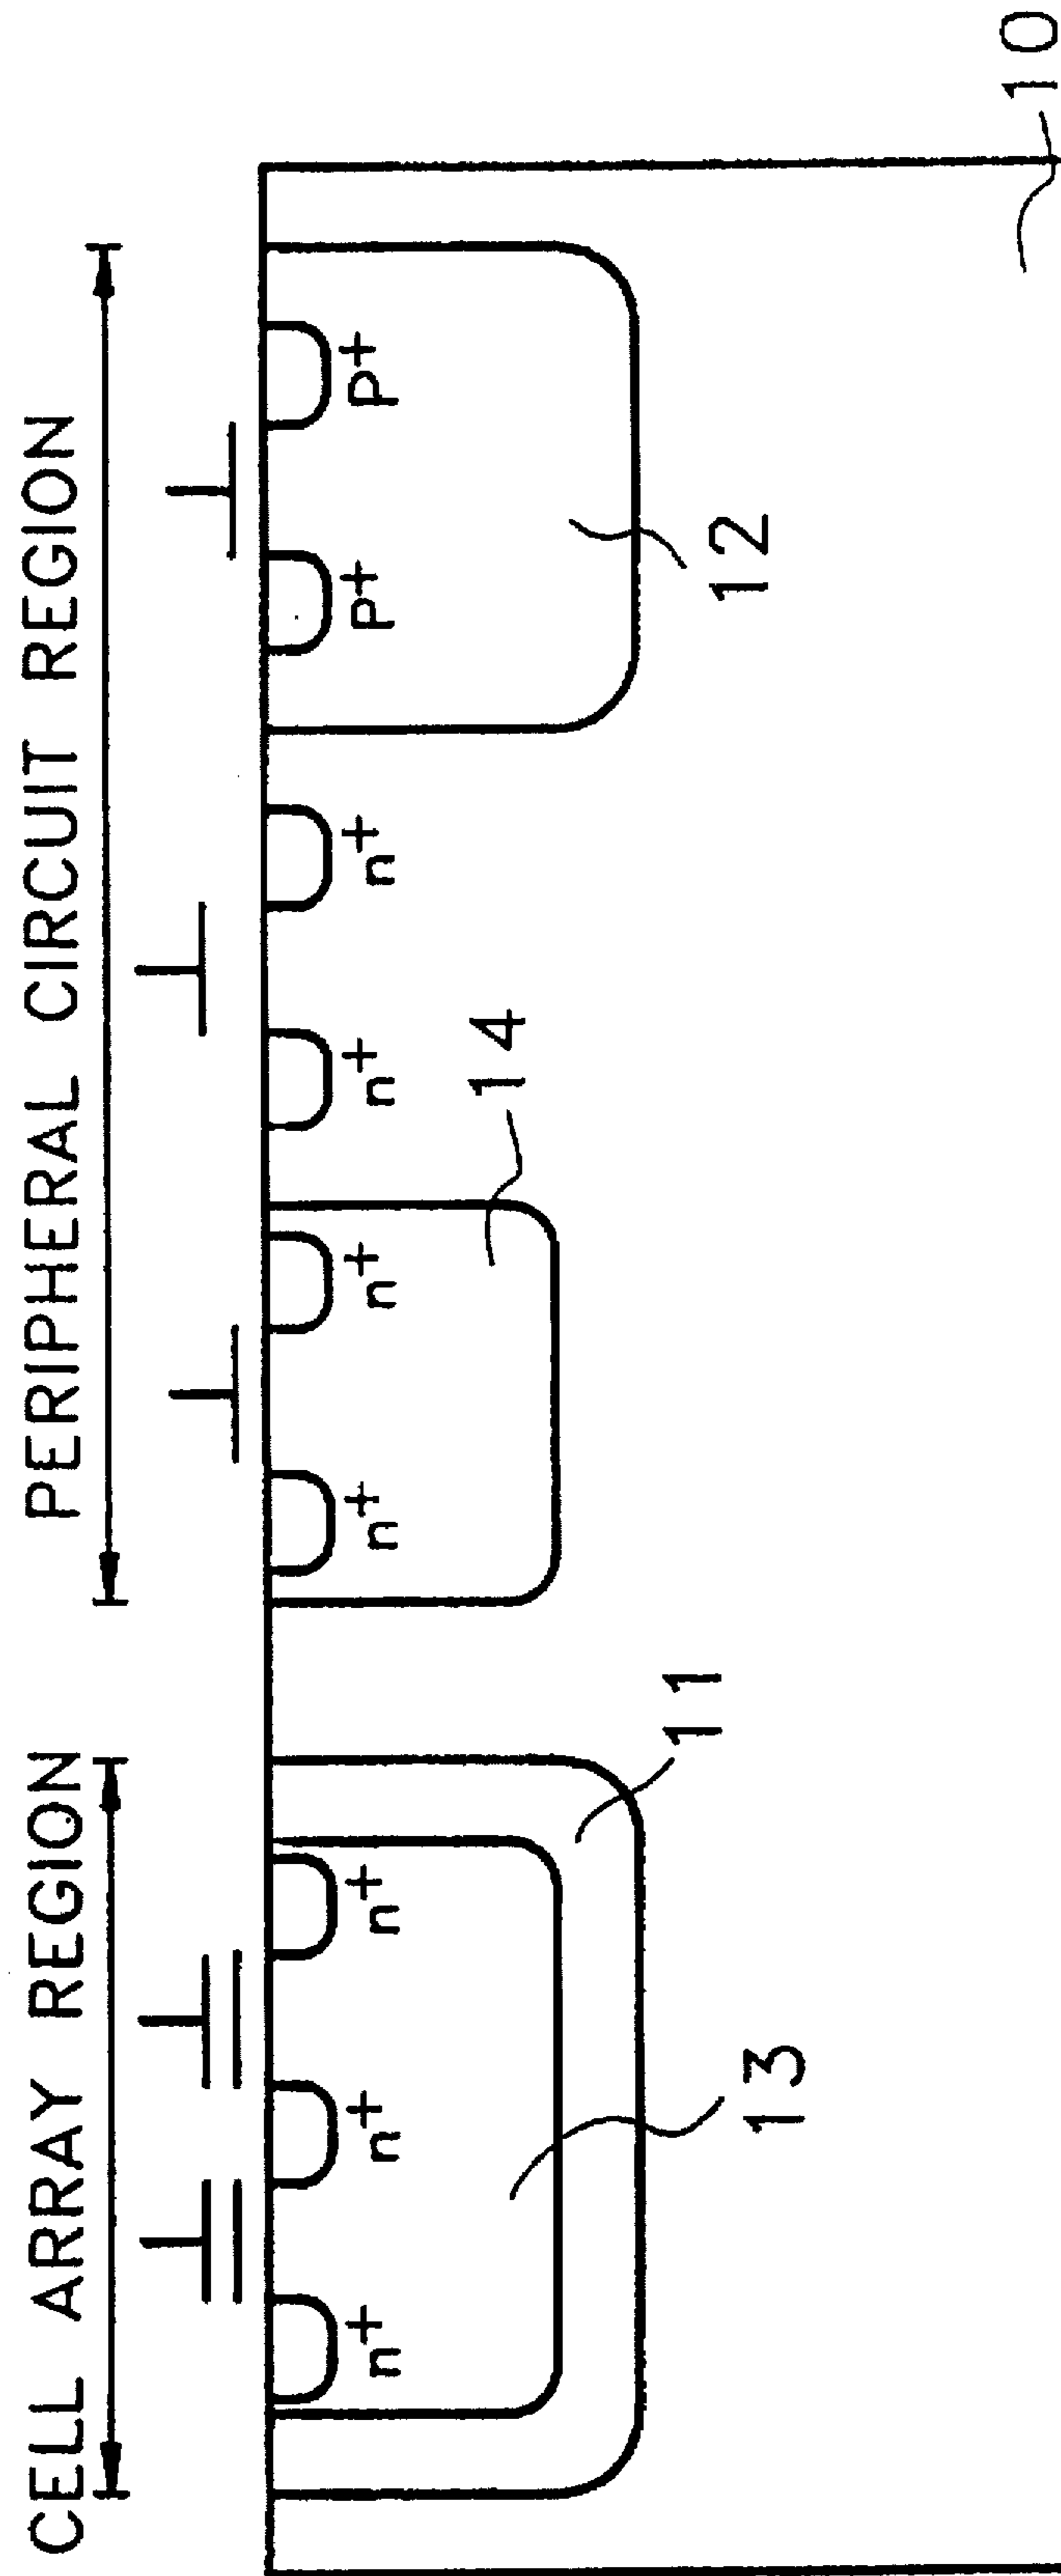 CELL ARRAY REGION
PERIPHERAL CIRCUIT REGION
n+
n+
n+
n+
n+
n+
n+
P+
P+
14
11
13
12
10